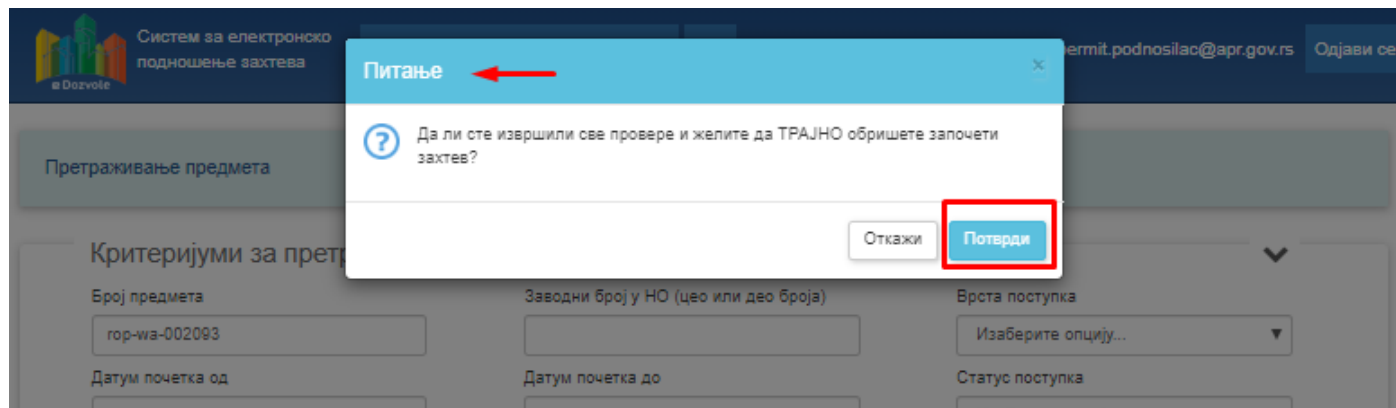 Систем за електронско
подношење захтева
еDozvole
ermit.podnosilac@apr.gov.rs
Одјави се
Питање
×
Да ли сте извршили све провере и желите да ТРАЈНО обришете започети
захтев?
Откажи
Потврди
Претраживање предмета
Критеријуми за претр
Број предмета
Заводни број у НО (цео или део броја)
Врста поступка
rop-wa-002093
Изаберите опцију...
Датум почетка од
Датум почетка до
Статус поступка